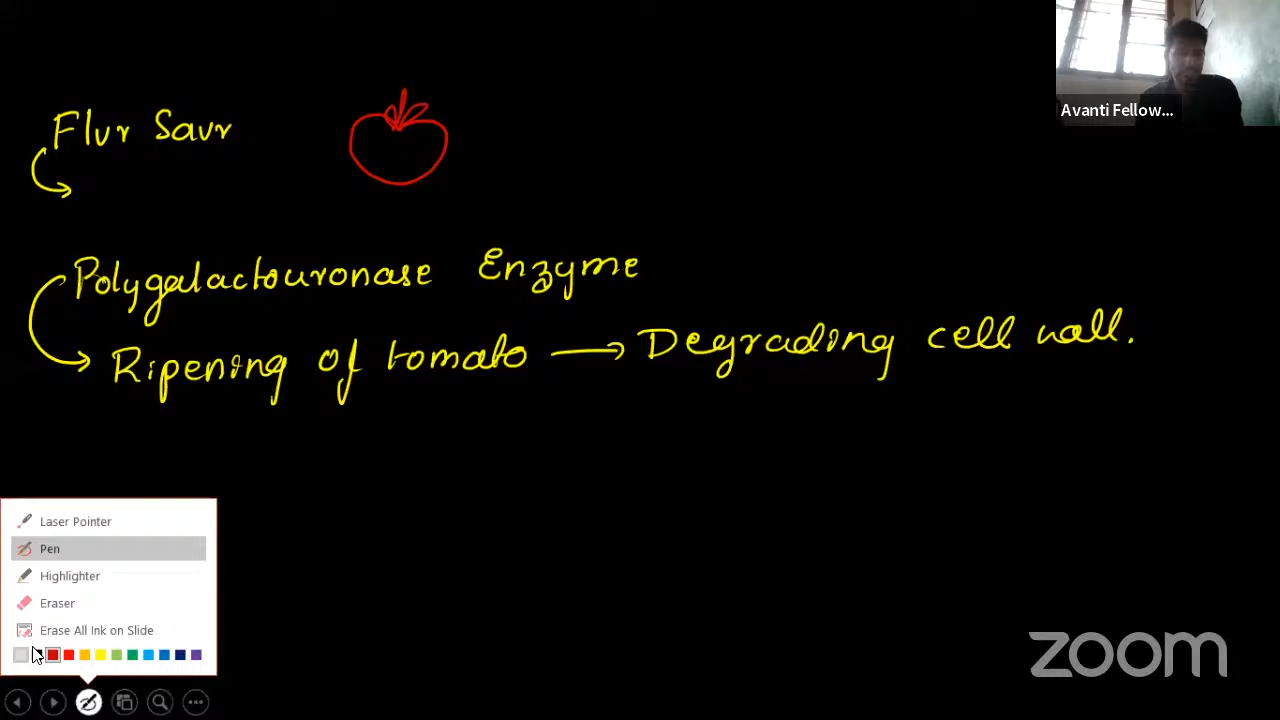 Avanti Fellow...
Flvr Savr
Polygalactouronase Enzyme
Ripening of tomato → Degrading cell wall.
Laser Pointer
Pen
Highlighter
Eraser
Erase All Ink on Slide
zoom